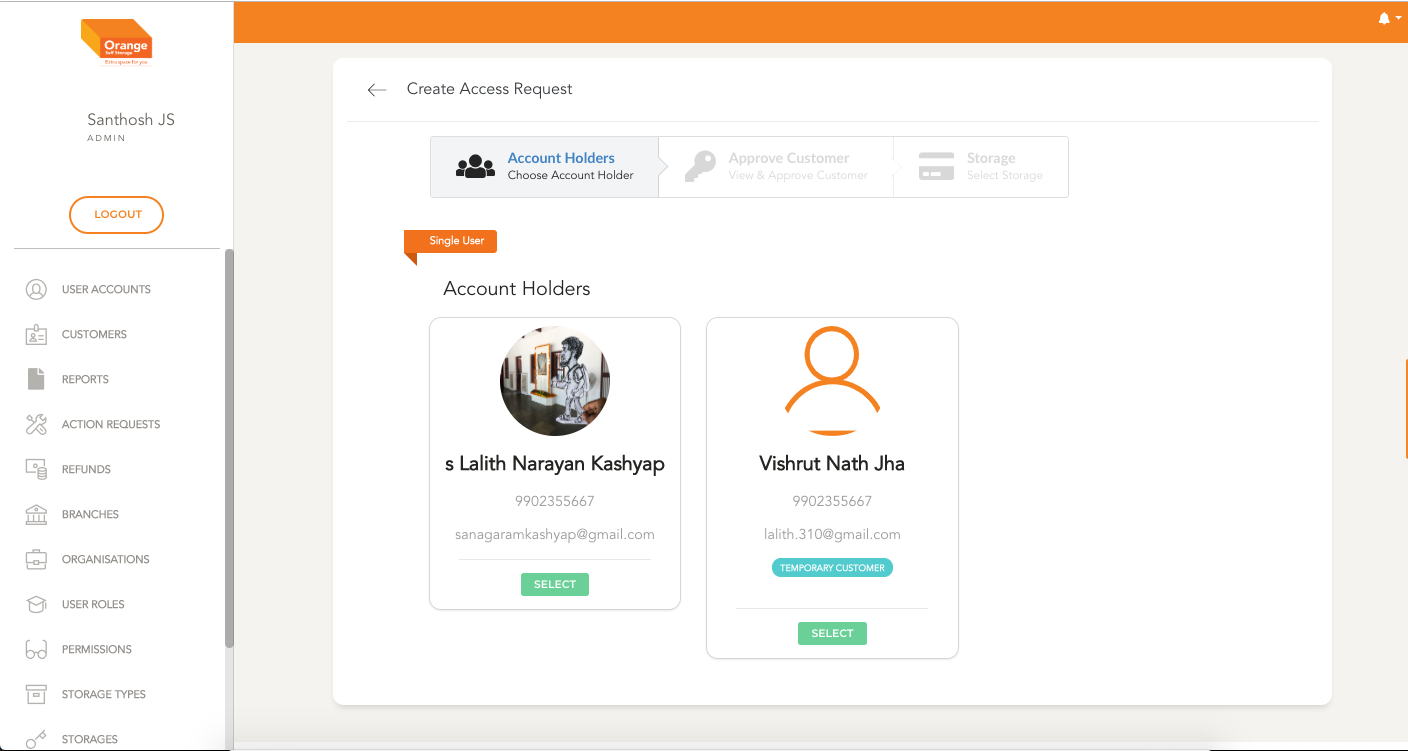 Orange
Self Storage
Extra space for you
Santhosh JS
ADMIN
LOGOUT
USER ACCOUNTS
CUSTOMERS
REPORTS
ACTION REQUESTS
REFUNDS
BRANCHES
ORGANISATIONS
USER ROLES
PERMISSIONS
STORAGE TYPES
STORAGES
Create Access Request
Account Holders
Choose Account Holder
Approve Customer
View & Approve Customer
Storage
Select Storage
Single User
Account Holders
s Lalith Narayan Kashyap
9902355667
sanagaramkashyap@gmail.com
SELECT
Vishrut Nath Jha
9902355667
lalith.310@gmail.com
TEMPORARY CUSTOMER
SELECT